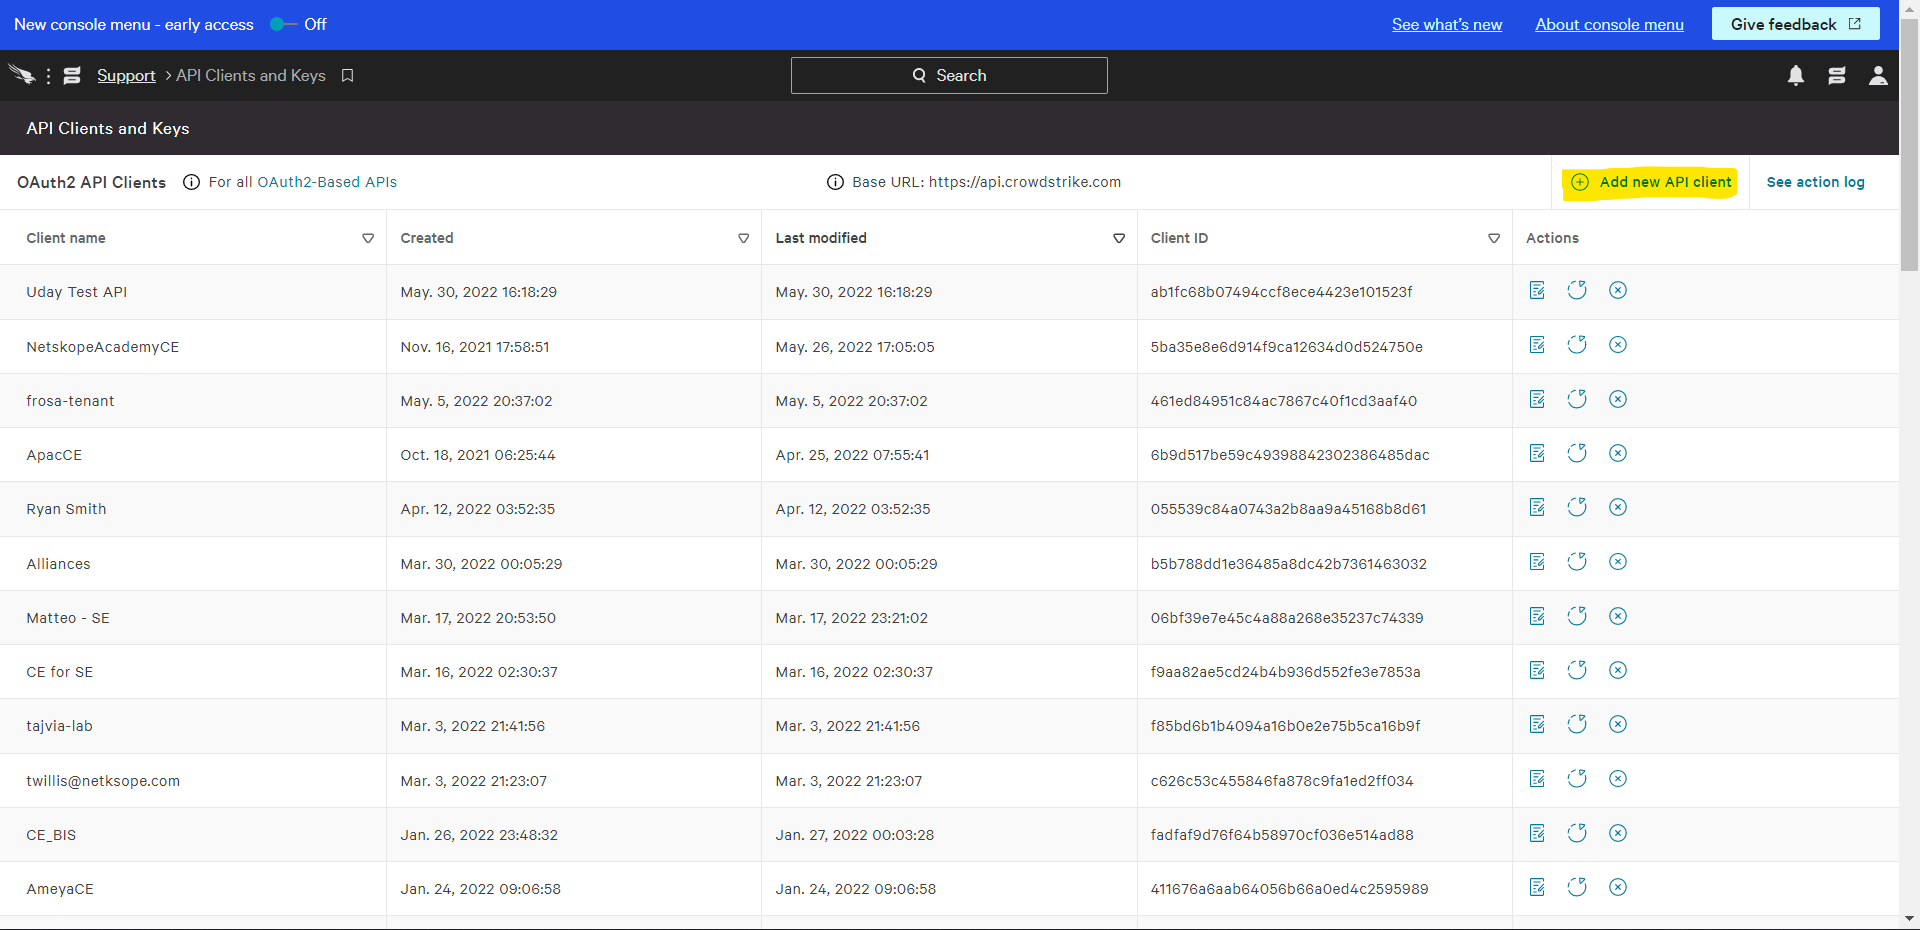 New console menu - early access Off See what's new About console menu Give feedback
Support > API Clients and Keys Search
API Clients and Keys
OAuth2 API Clients For all OAuth2-Based APIs Base URL: https://api.crowdstrike.com Add new API client See action log
Client name Created Last modified Client ID Actions
Uday Test API May. 30, 2022 16:18:29 May. 30, 2022 16:18:29 ab1fc68b07494ccf8ece4423e101523f
NetskopeAcademyCE Nov. 16, 2021 17:58:51 May. 26, 2022 17:05:05 5ba35e8e6d914f9ca12634d0d524750e
frosa-tenant May. 5, 2022 20:37:02 May. 5, 2022 20:37:02 461ed84951c84ac7867c40f1cd3aaf40
ApacCE Oct. 18, 2021 06:25:44 Apr. 25, 2022 07:55:41 6b9d517be59c49398842302386485dac
Ryan Smith Apr. 12, 2022 03:52:35 Apr. 12, 2022 03:52:35 055539c84a0743a2b8aa9a45168b8d61
Alliances Mar. 30, 2022 00:05:29 Mar. 30, 2022 00:05:29 b5b788dd1e36485a8dc42b7361463032
Matteo - SE Mar. 17, 2022 20:53:50 Mar. 17, 2022 23:21:02 06bf39e7e45c4a88a268e35237c74339
CE for SE Mar. 16, 2022 02:30:37 Mar. 16, 2022 02:30:37 f9aa82ae5cd24b4b936d552fe3e7853a
tajvia-lab Mar. 3, 2022 21:41:56 Mar. 3, 2022 21:41:56 f85bd6b1b4094a16b0e2e75b5ca16b9f
twillis@netksope.com Mar. 3, 2022 21:23:07 Mar. 3, 2022 21:23:07 c626c53c455846fa878c9fa1ed2ff034
CE_BIS Jan. 26, 2022 23:48:32 Jan. 27, 2022 00:03:28 fadfaf9d76f64b58970cf036e514ad88
AmeyaCE Jan. 24, 2022 09:06:58 Jan. 24, 2022 09:06:58 411676a6aab64056b66a0ed4c2595989